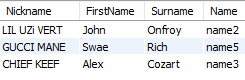 Nickname FirstName Surname Name
LIL UZi VERT John Onfroy name2
GUCCI MANE Swae Rich name5
CHIEF KEEF Alex Cozart name3